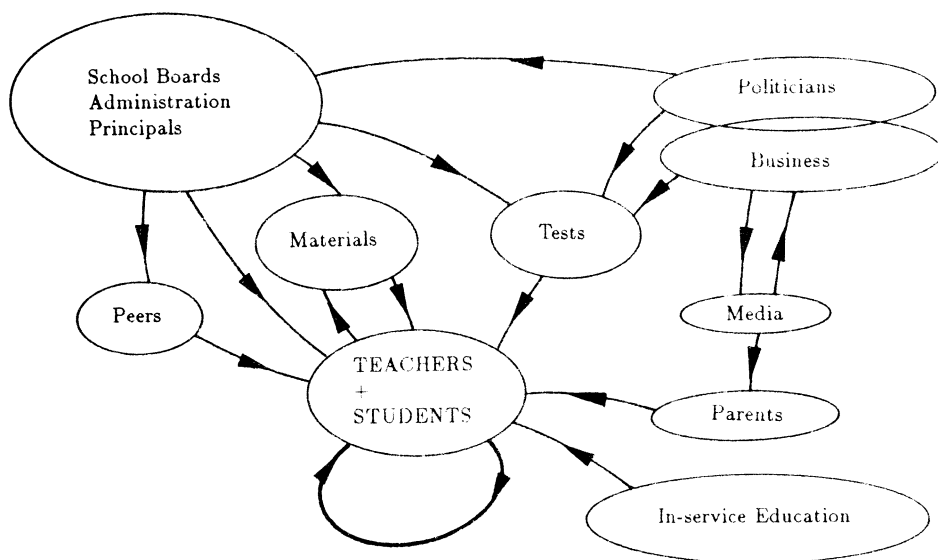 School Boards
Administration
Principals
Politicians
Business
Materials
Tests
Peers
Media
TEACHERS
+
STUDENTS
Parents
In-service Education